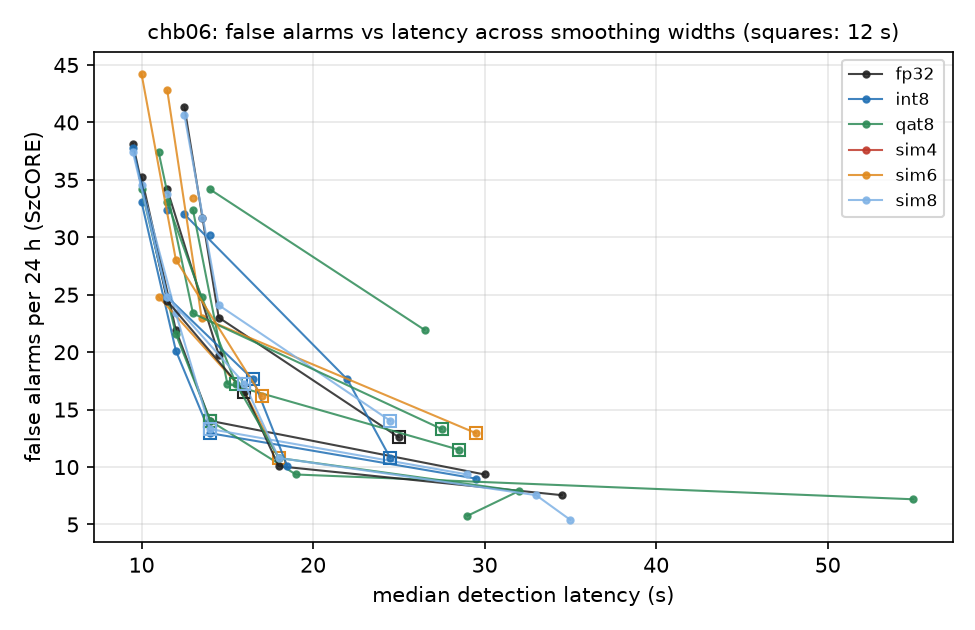 chb06: false alarms vs latency across smoothing widths (squares: 12 s)
false alarms per 24 h (SzCORE)
45
40
35
30
25
20
15
10
5
fp32
int8
qat8
sim4
sim6
sim8
10 20 30 40 50
median detection latency (s)